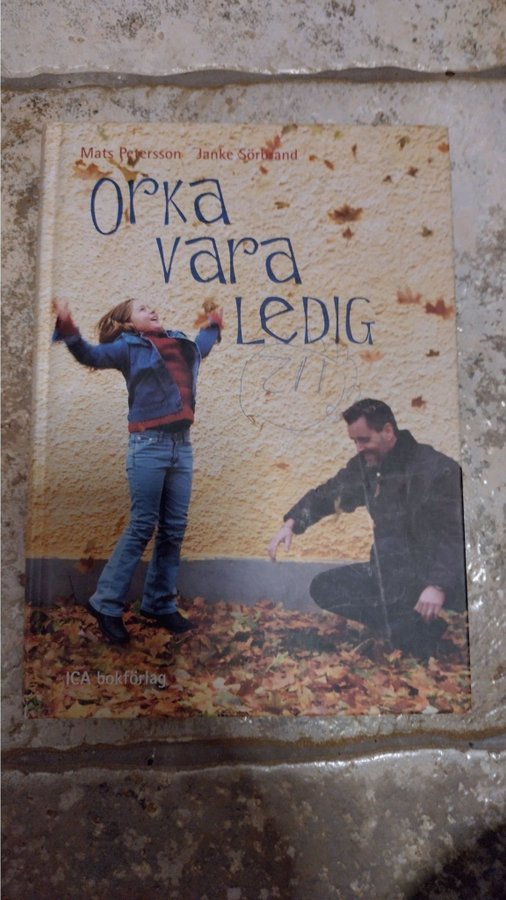 Mats Petersson Janke Sörbrand
ORKA
VARA
LEDIG
ICA bokförlag